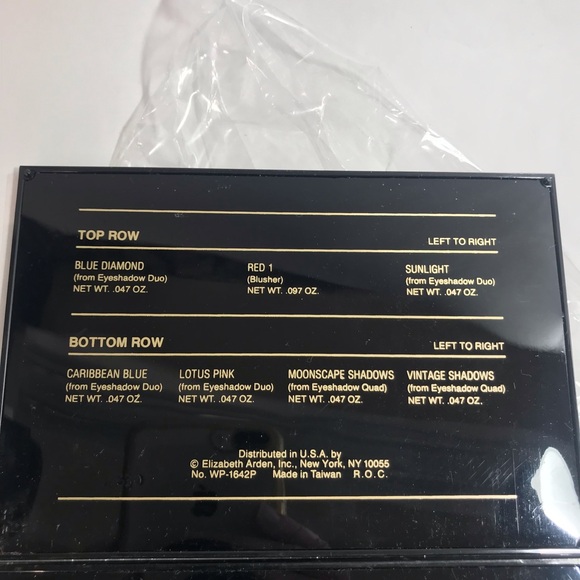 TOP ROW LEFT TO RIGHT
BLUE DIAMOND RED 1 SUNLIGHT
(from Eyeshadow Duo) (Blusher) (from Eyeshadow Duo)
NET WT. .047 OZ. NET WT. .097 OZ. NET WT. .047 OZ.
BOTTOM ROW LEFT TO RIGHT
CARIBBEAN BLUE LOTUS PINK MOONSCAPE SHADOWS VINTAGE SHADOWS
(from Eyeshadow Duo) (from Eyeshadow Duo) (from Eyeshadow Quad) (from Eyeshadow Quad)
NET WT. .047 OZ. NET WT. .047 OZ. NET WT. .047 OZ. NET WT. .047 OZ.
Distributed in U.S.A. by
© Elizabeth Arden, Inc., New York, NY 10055
No. WP-1642P Made in Taiwan R.O.C.